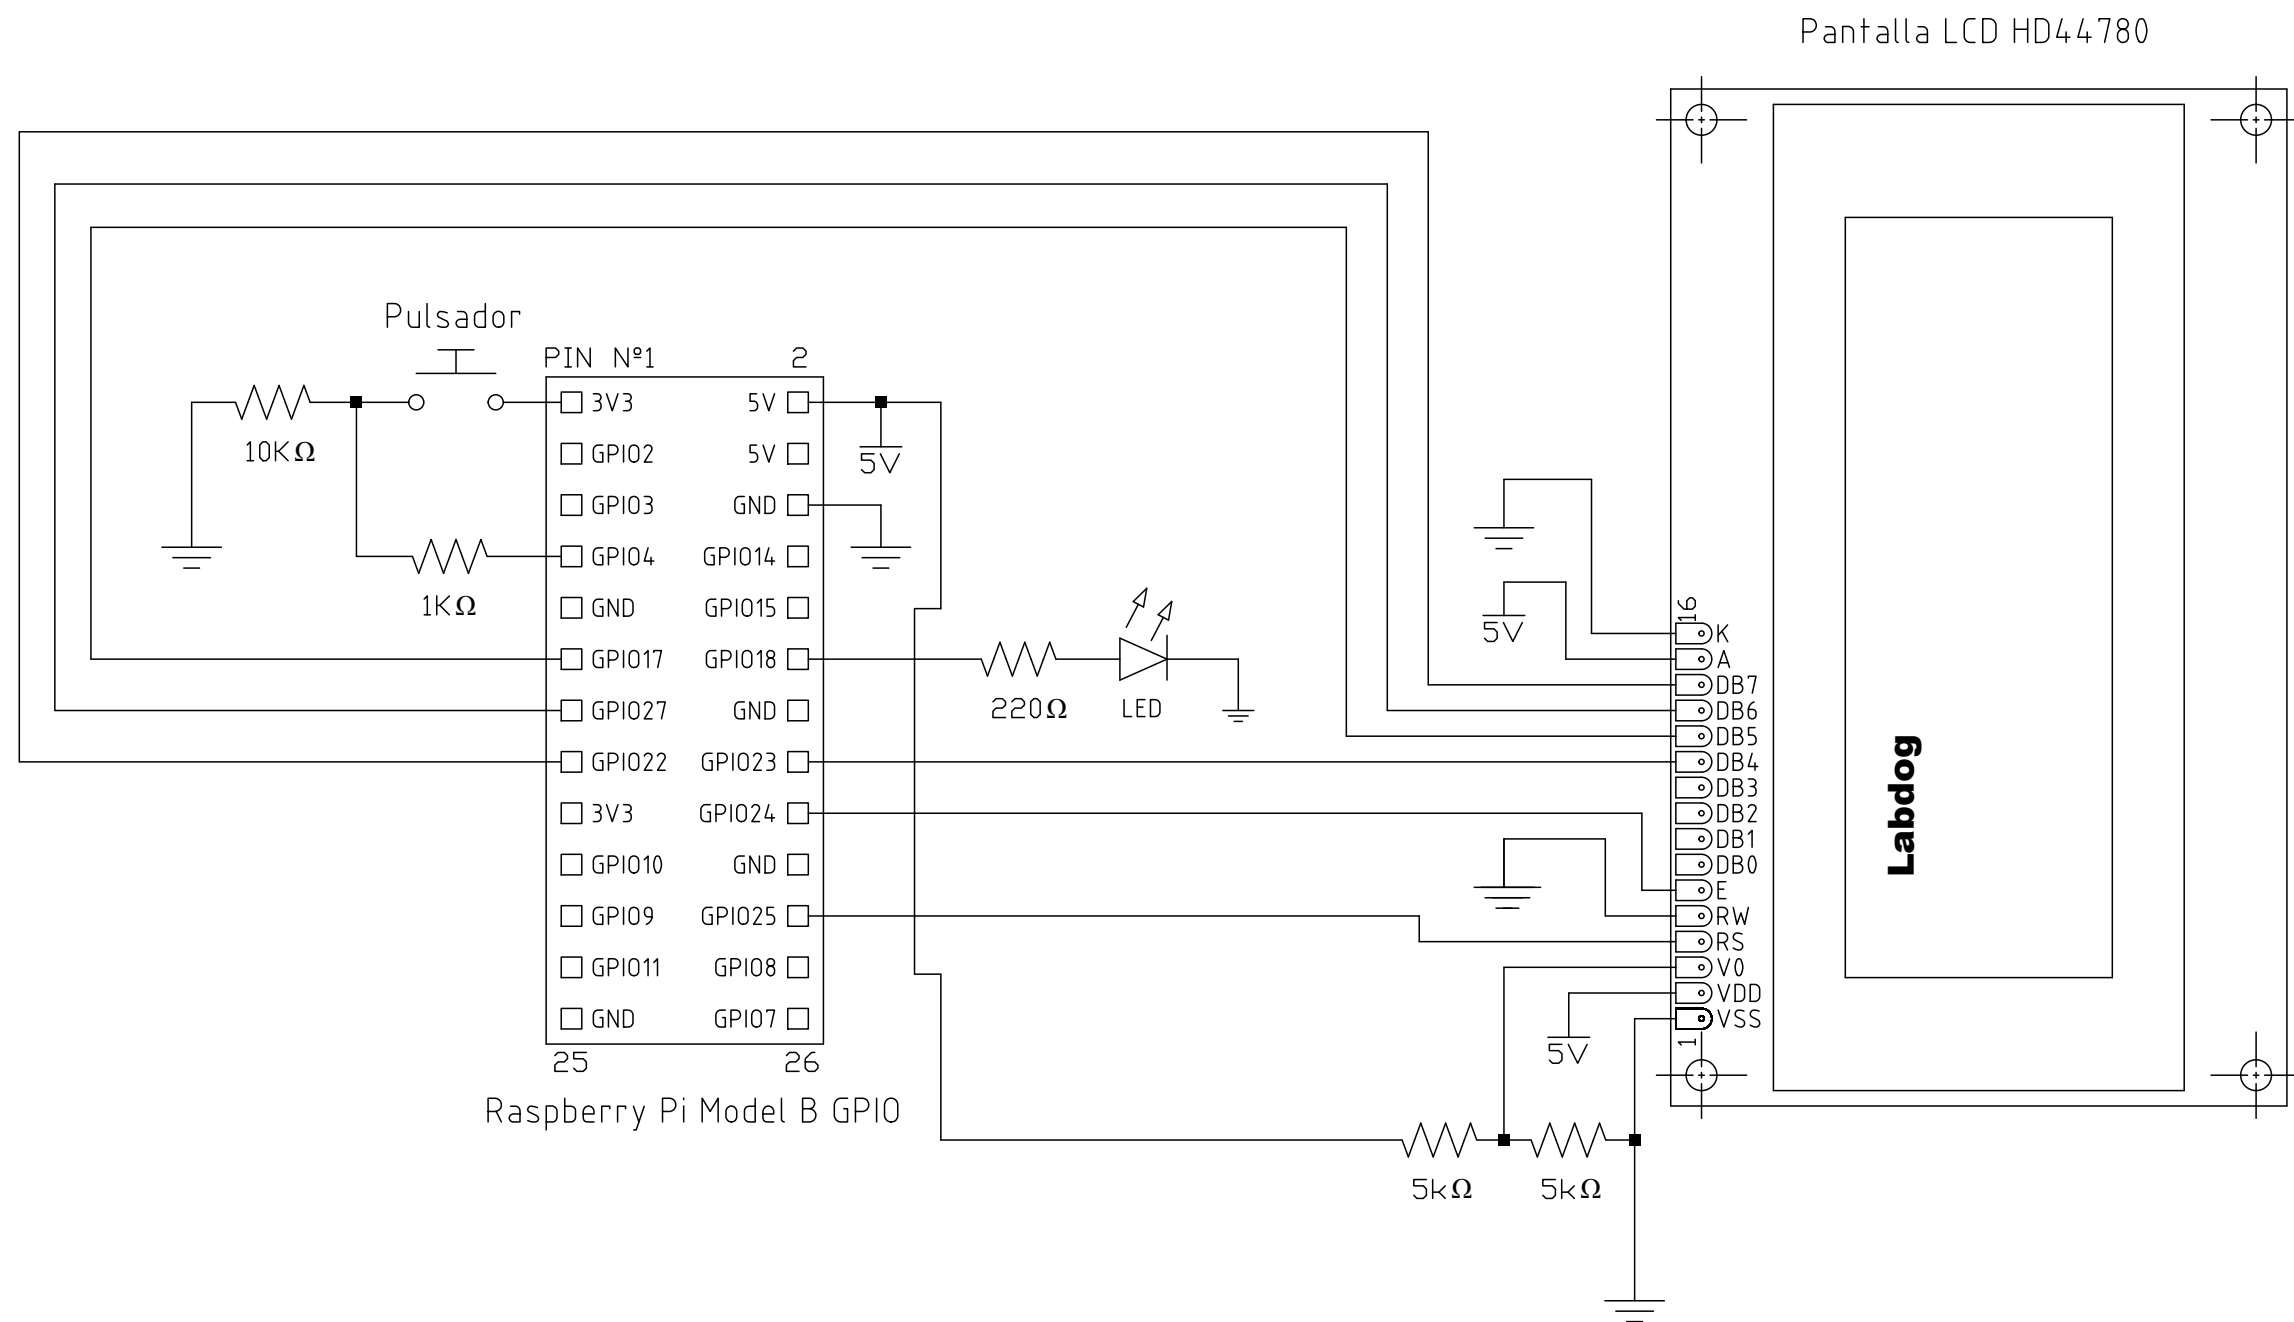 Pantalla LCD HD44780
Pulsador
PIN Nº1 2
3V3 5V
10KΩ
GPIO2 5V
5V
GPIO3 GND
GPIO4 GPIO14
1KΩ
GND GPIO15
GPIO17 GPIO18
220Ω
LED
GPIO27 GND
GPIO22 GPIO23
3V3 GPIO24
GPIO10 GND
GPIO9 GPIO25
GPIO11 GPIO8
GND GPIO7
25 26
Raspberry Pi Model B GPIO
5V
16
K
A
DB7
DB6
DB5
DB4
DB3
DB2
DB1
DB0
E
RW
RS
V0
VDD
VSS
1
5V
5kΩ 5kΩ
Labdog